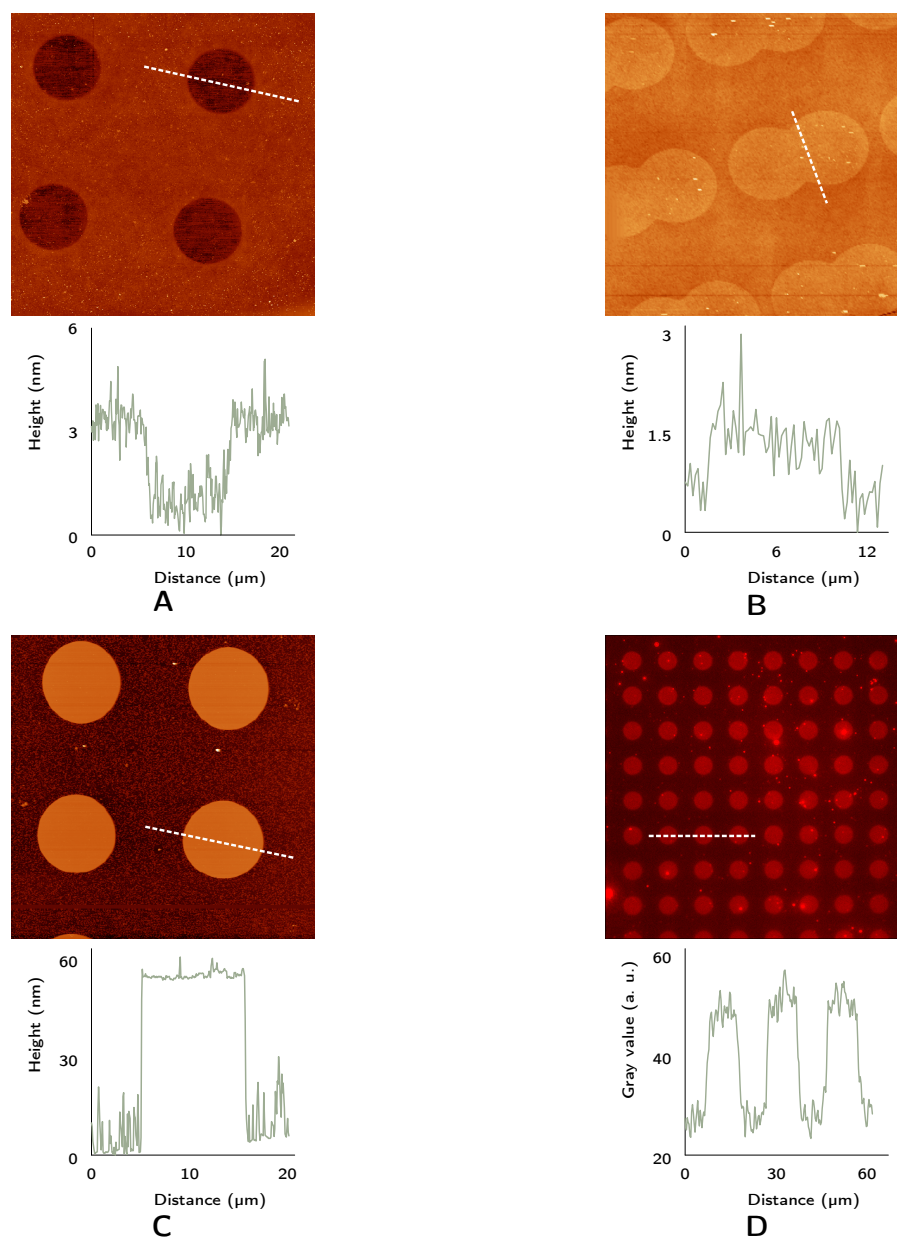 6
3
0
Height (nm)
0 10 20
Distance (µm)
A
3
1.5
0
Height (nm)
0 6 12
Distance (µm)
B
60
30
0
Height (nm)
0 10 20
Distance (µm)
C
60
40
20
Gray value (a. u.)
0 30 60
Distance (µm)
D